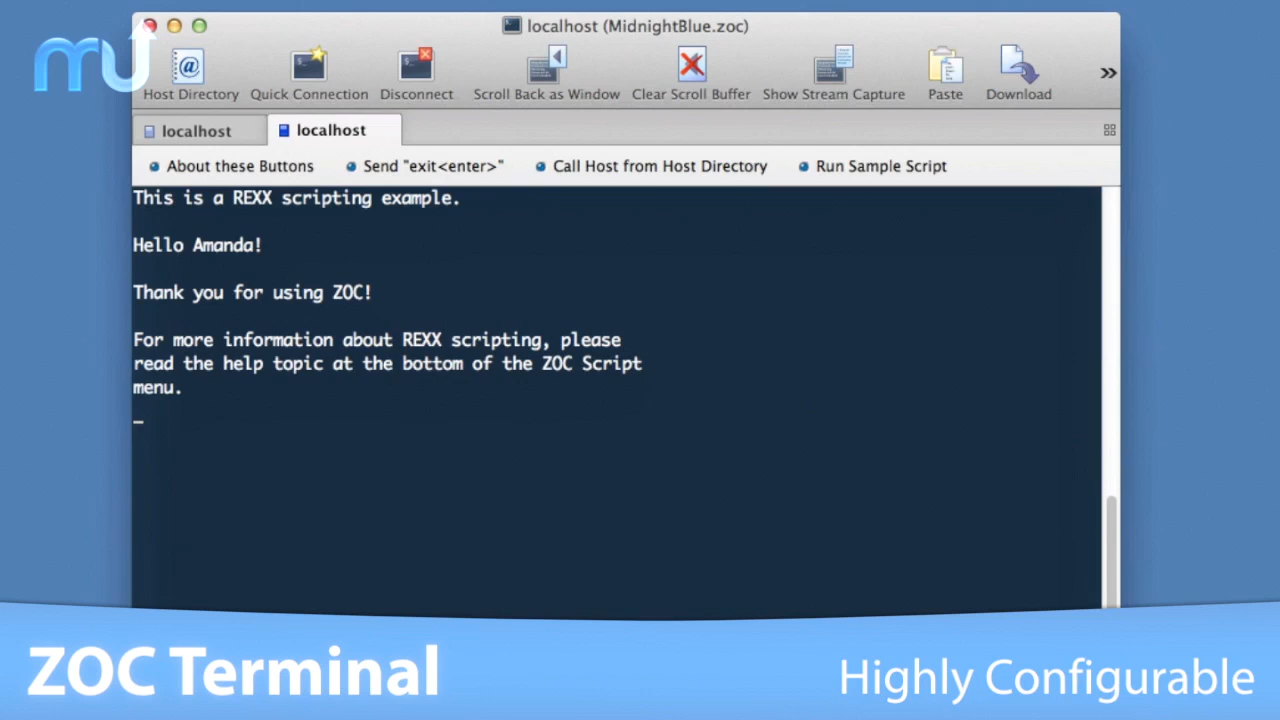 mu
localhost (MidnightBlue.zoc)
Host Directory Quick Connection Disconnect Scroll Back as Window Clear Scroll Buffer Show Stream Capture Paste Download
localhost localhost
About these Buttons Send "exit<enter>" Call Host from Host Directory Run Sample Script
This is a REXX scripting example.
Hello Amanda!
Thank you for using ZOC!
For more information about REXX scripting, please
read the help topic at the bottom of the ZOC Script
menu.
_
ZOC Terminal Highly Configurable